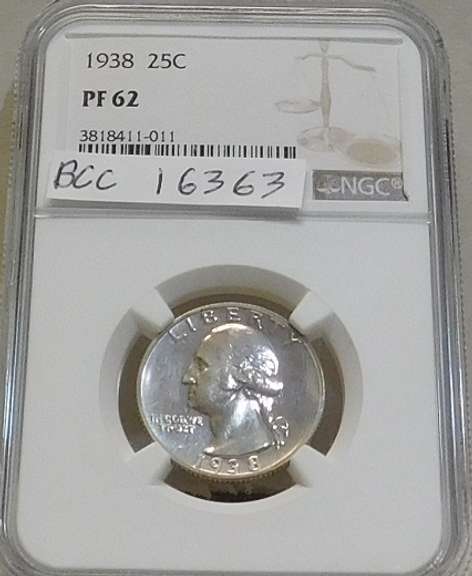 1938 25C
PF 62
3818411-011
BCC 16363
NGC®
LIBERTY
IN GOD WE
TRUST
1938